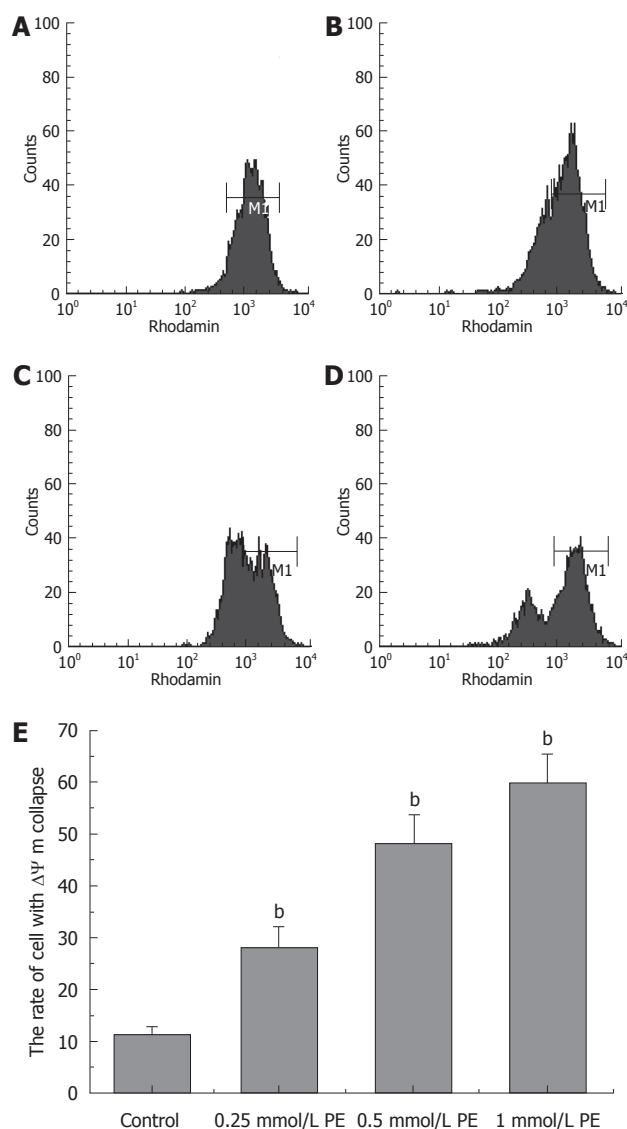 A
100
80
60
40
20
0
Counts
M1
10⁰ 10¹ 10² 10³ 10⁴
Rhodamin
B
100
80
60
40
20
0
Counts
M1
10⁰ 10¹ 10² 10³ 10⁴
Rhodamin
C
100
80
60
40
20
0
Counts
M1
10⁰ 10¹ 10² 10³ 10⁴
Rhodamin
D
100
80
60
40
20
0
Counts
M1
10⁰ 10¹ 10² 10³ 10⁴
Rhodamin
E
The rate of cell with ΔΨ m collapse
70
60
50
40
30
20
10
0
b
b
b
Control 0.25 mmol/L PE 0.5 mmol/L PE 1 mmol/L PE